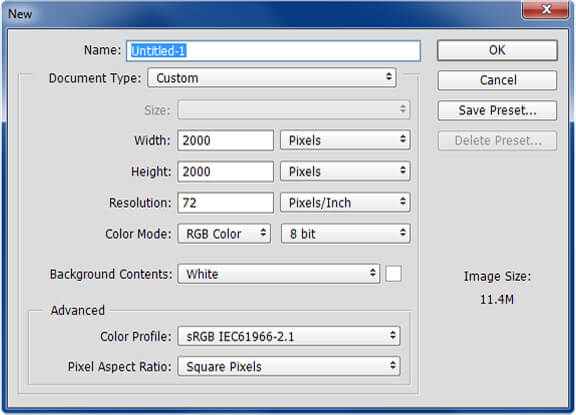 New
Name: Untitled-1
OK
Document Type: Custom
Cancel
Size:
Save Preset...
Width: 2000 Pixels
Delete Preset...
Height: 2000 Pixels
Resolution: 72 Pixels/Inch
Color Mode: RGB Color 8 bit
Background Contents: White
Image Size:
11.4M
Advanced
Color Profile: sRGB IEC61966-2.1
Pixel Aspect Ratio: Square Pixels